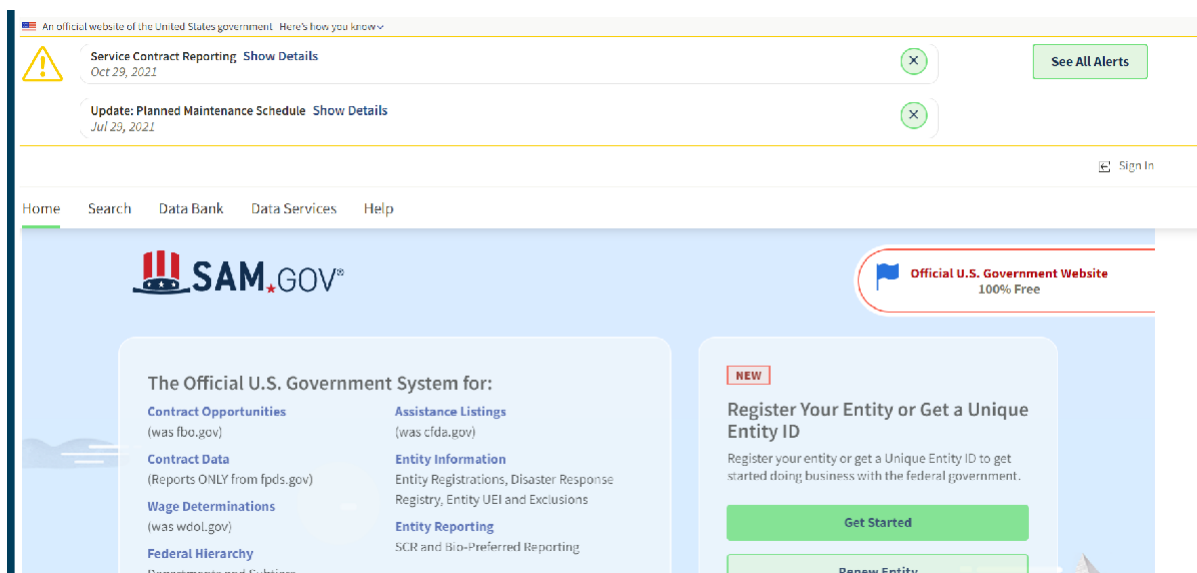 An official website of the United States government Here's how you know
Service Contract Reporting Show Details
Oct 29, 2021
See All Alerts
Update: Planned Maintenance Schedule Show Details
Jul 29, 2021
Sign In
Home Search Data Bank Data Services Help
SAM.GOV®
Official U.S. Government Website
100% Free
The Official U.S. Government System for:
Contract Opportunities
(was fbo.gov)
Contract Data
(Reports ONLY from fpds.gov)
Wage Determinations
(was wdol.gov)
Federal Hierarchy
Departments and Subtiers
Assistance Listings
(was cfda.gov)
Entity Information
Entity Registrations, Disaster Response
Registry, Entity UEI and Exclusions
Entity Reporting
SCR and Bio-Preferred Reporting
NEW
Register Your Entity or Get a Unique
Entity ID
Register your entity or get a Unique Entity ID to get
started doing business with the federal government.
Get Started
Renew Entity